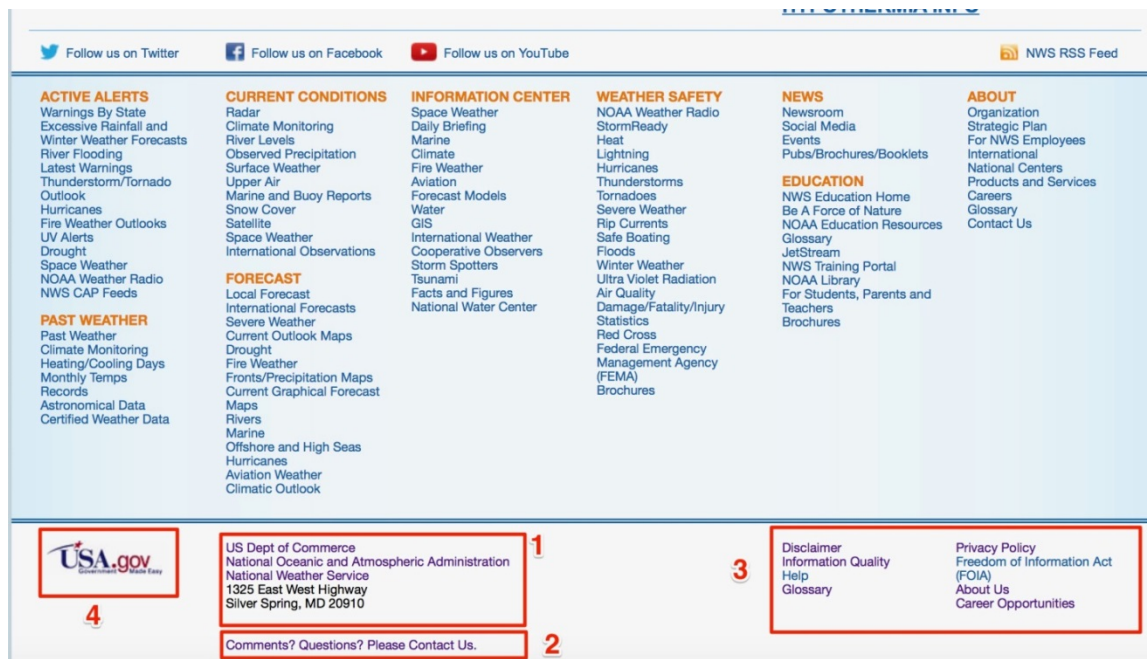 HYPOTHERMIA INFO
Follow us on Twitter
Follow us on Facebook
Follow us on YouTube
NWS RSS Feed
ACTIVE ALERTS
Warnings By State
Excessive Rainfall and
Winter Weather Forecasts
River Flooding
Latest Warnings
Thunderstorm/Tornado
Outlook
Hurricanes
Fire Weather Outlooks
UV Alerts
Drought
Space Weather
NOAA Weather Radio
NWS CAP Feeds
PAST WEATHER
Past Weather
Climate Monitoring
Heating/Cooling Days
Monthly Temps
Records
Astronomical Data
Certified Weather Data
CURRENT CONDITIONS
Radar
Climate Monitoring
River Levels
Observed Precipitation
Surface Weather
Upper Air
Marine and Buoy Reports
Snow Cover
Satellite
Space Weather
International Observations
FORECAST
Local Forecast
International Forecasts
Severe Weather
Current Outlook Maps
Drought
Fire Weather
Fronts/Precipitation Maps
Current Graphical Forecast
Maps
Rivers
Marine
Offshore and High Seas
Hurricanes
Aviation Weather
Climatic Outlook
INFORMATION CENTER
Space Weather
Daily Briefing
Marine
Climate
Fire Weather
Aviation
Forecast Models
Water
GIS
International Weather
Cooperative Observers
Storm Spotters
Tsunami
Facts and Figures
National Water Center
WEATHER SAFETY
NOAA Weather Radio
StormReady
Heat
Lightning
Hurricanes
Thunderstorms
Tornadoes
Severe Weather
Rip Currents
Safe Boating
Floods
Winter Weather
Ultra Violet Radiation
Air Quality
Damage/Fatality/Injury
Statistics
Red Cross
Federal Emergency
Management Agency
(FEMA)
Brochures
NEWS
Newsroom
Social Media
Events
Pubs/Brochures/Booklets
EDUCATION
NWS Education Home
Be A Force of Nature
NOAA Education Resources
Glossary
JetStream
NWS Training Portal
NOAA Library
For Students, Parents and
Teachers
Brochures
ABOUT
Organization
Strategic Plan
For NWS Employees
International
National Centers
Products and Services
Careers
Glossary
Contact Us
USA.gov
Government Made Easy
4
US Dept of Commerce
National Oceanic and Atmospheric Administration
National Weather Service
1325 East West Highway
Silver Spring, MD 20910
1
Comments? Questions? Please Contact Us.
2
3
Disclaimer
Information Quality
Help
Glossary
Privacy Policy
Freedom of Information Act
(FOIA)
About Us
Career Opportunities